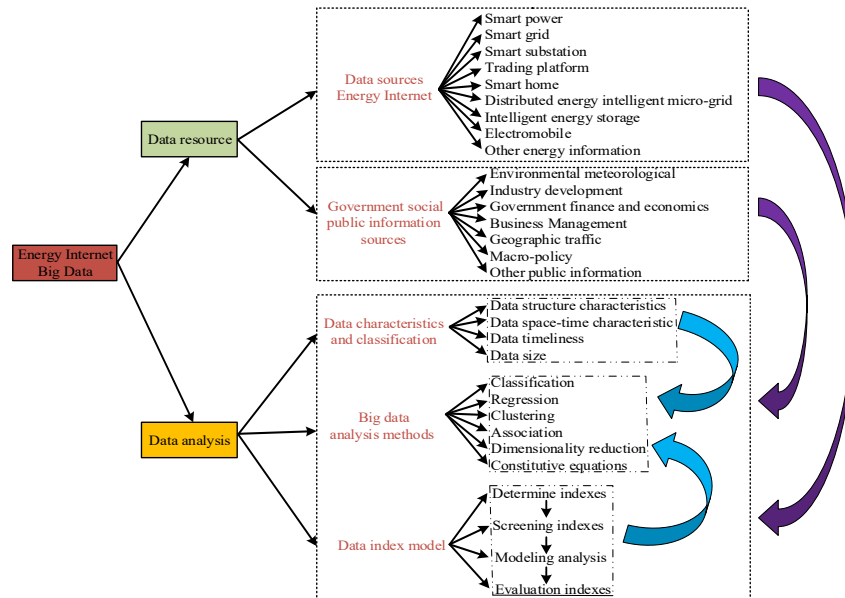 Energy Internet
Big Data
Data resource
Data analysis
Data sources
Energy Internet
Smart power
Smart grid
Smart substation
Trading platform
Smart home
Distributed energy intelligent micro-grid
Intelligent energy storage
Electromobile
Other energy information
Government social
public information
sources
Environmental meteorological
Industry development
Government finance and economics
Business Management
Geographic traffic
Macro-policy
Other public information
Data characteristics
and classification
Data structure characteristics
Data space-time characteristic
Data timeliness
Data size
Big data
analysis methods
Classification
Regression
Clustering
Association
Dimensionality reduction
Constitutive equations
Data index model
Determine indexes
Screening indexes
Modeling analysis
Evaluation indexes